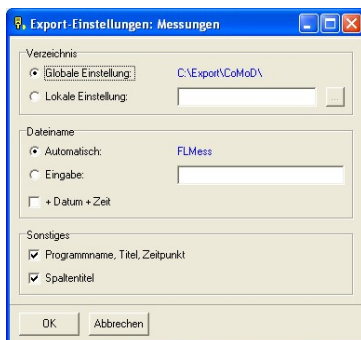 Export-Einstellungen: Messungen
Verzeichnis
Globale Einstellung: C:\Export\CoMoD\
Lokale Einstellung: ...
Dateiname
Automatisch: FLMess
Eingabe:
+ Datum + Zeit
Sonstiges
Programmname, Titel, Zeitpunkt
Spaltentitel
OK Abbrechen